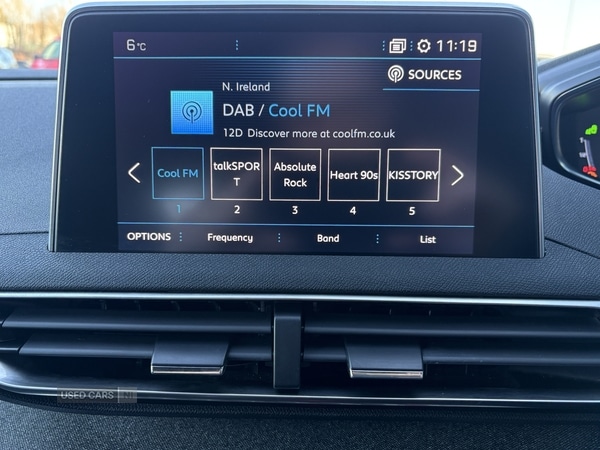 6°C
11:19
SOURCES
N. Ireland
DAB / Cool FM
12D Discover more at coolfm.co.uk
Cool FM
talkSPOR
T
Absolute
Rock
Heart 90s
KISSTORY
1 2 3 4 5
OPTIONS Frequency Band List
USED CARS NI